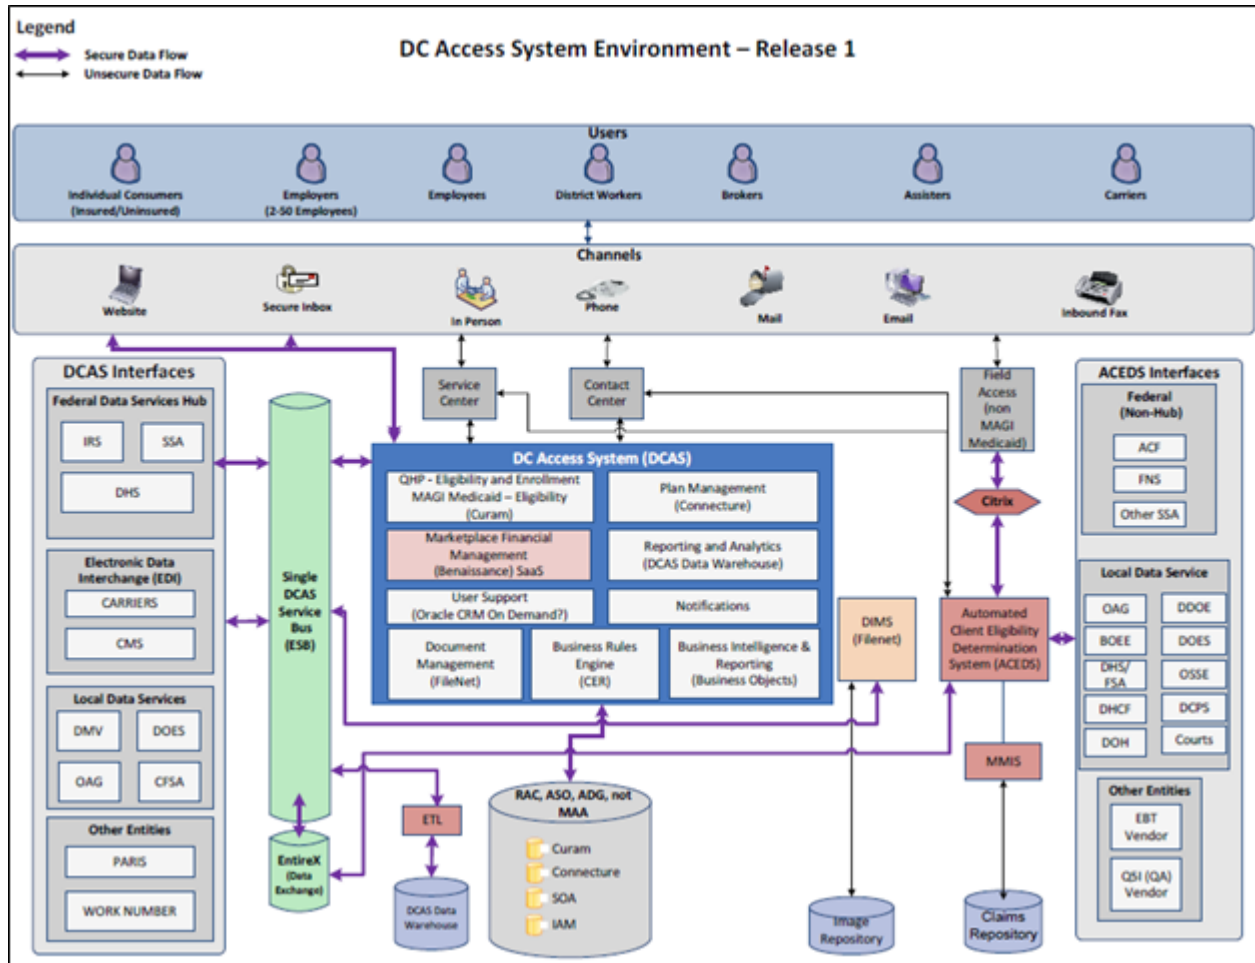 Legend
Secure Data Flow
Unsecure Data Flow
DC Access System Environment – Release 1
Users
Individual Consumers
(Insured/Uninsured)
Employers
(2-50 Employees)
Employees
District Workers
Brokers
Assisters
Carriers
Channels
Website
Secure Inbox
In Person
Phone
Mail
Email
Inbound Fax
DCAS Interfaces
Federal Data Services Hub
IRS
SSA
DHS
Electronic Data
Interchange (EDI)
CARRIERS
CMS
Local Data Services
DMV
DOES
OAG
CFSA
Other Entities
PARIS
WORK NUMBER
Single
DCAS
Service
Bus
(ESB)
EntireX
(Data
Exchange)
Service
Center
Contact
Center
Field
Access
(non
MAGI
Medicaid)
Citrix
DC Access System (DCAS)
QHP - Eligibility and Enrollment
MAGI Medicaid – Eligibility
(Curam)
Plan Management
(Connecture)
Marketplace Financial
Management
(Benaissance) SaaS
Reporting and Analytics
(DCAS Data Warehouse)
User Support
(Oracle CRM On Demand?)
Notifications
Document
Management
(FileNet)
Business Rules
Engine
(CER)
Business Intelligence &
Reporting
(Business Objects)
DIMS
(Filenet)
Automated
Client Eligibility
Determination
System (ACEDS)
MMIS
ETL
DCAS Data
Warehouse
RAC, ASO, ADG, not
MAA
Curam
Connecture
SOA
IAM
Image
Repository
Claims
Repository
ACEDS Interfaces
Federal
(Non-Hub)
ACF
FNS
Other SSA
Local Data Service
OAG
DDOE
BOEE
DOES
DHS/
FSA
OSSE
DHCF
DCPS
DOH
Courts
Other Entities
EBT
Vendor
QSI (QA)
Vendor